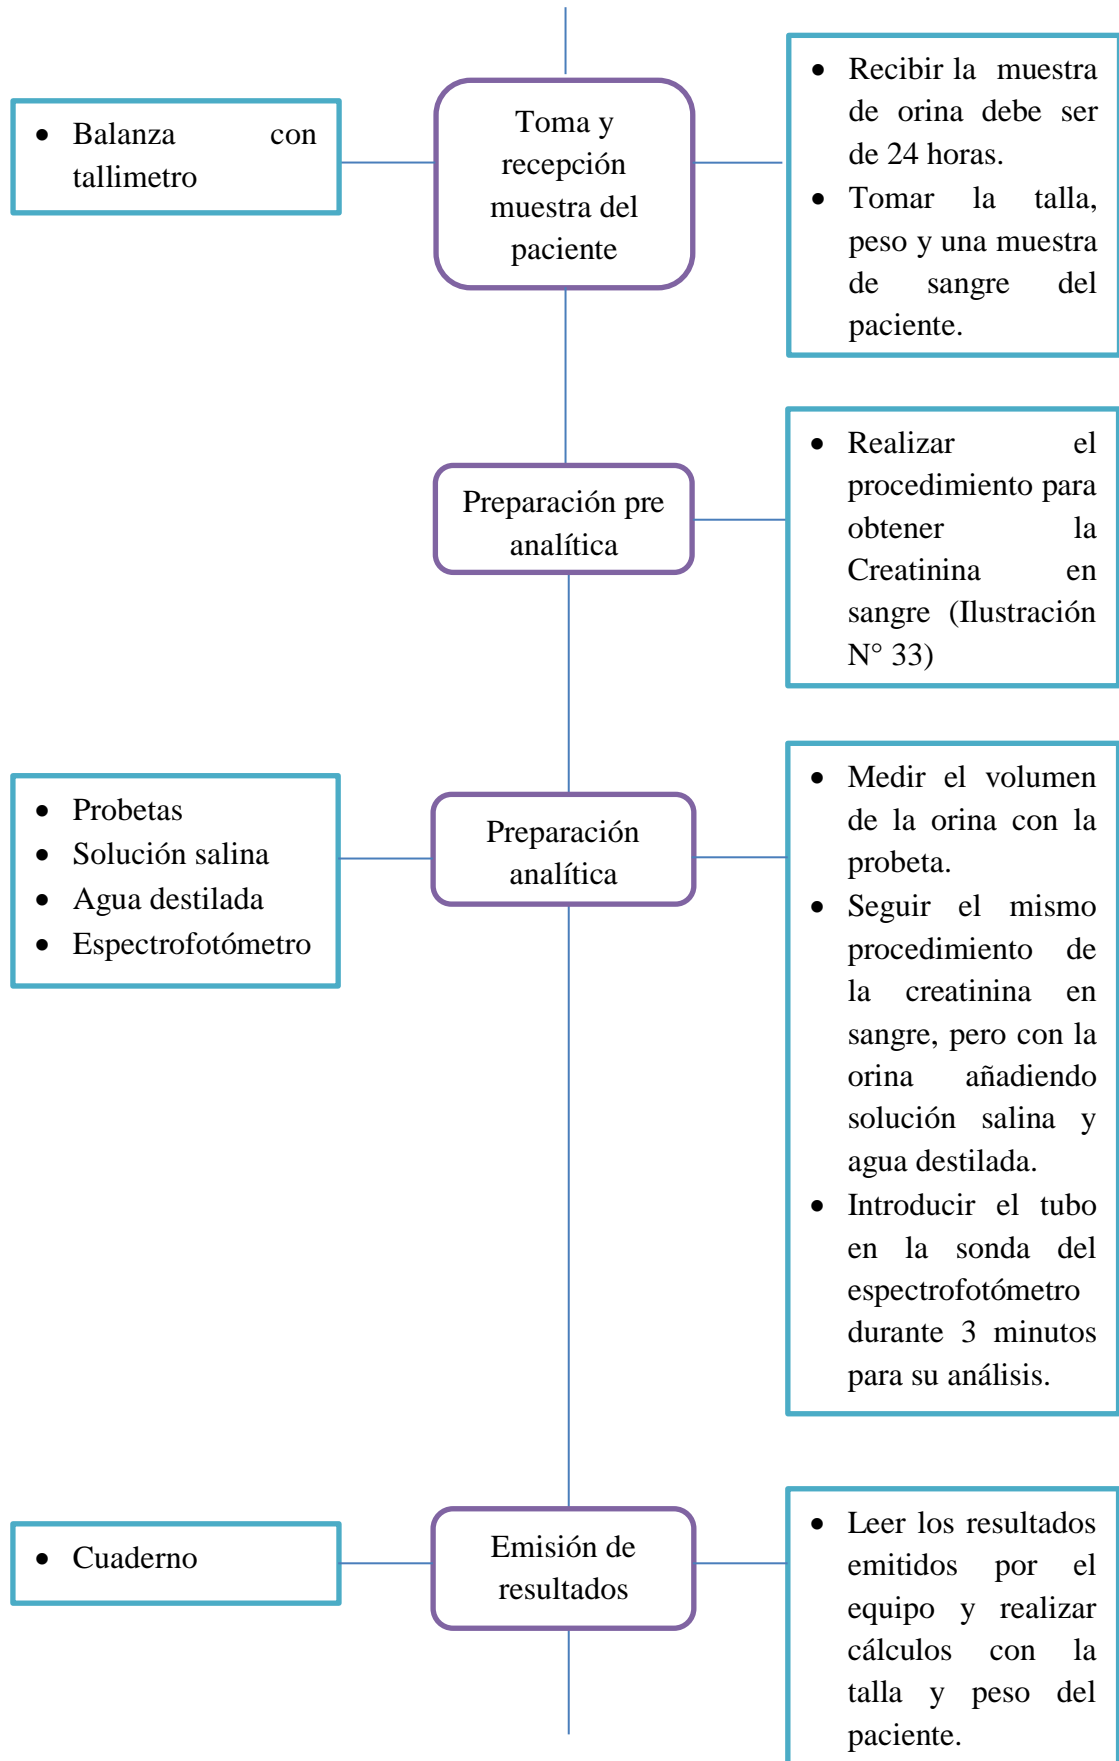 • Balanza con
tallimetro
Toma y
recepción
muestra del
paciente
• Recibir la muestra
de orina debe ser
de 24 horas.
• Tomar la talla,
peso y una muestra
de sangre del
paciente.
Preparación pre
analítica
• Realizar el
procedimiento para
obtener la
Creatinina en
sangre (Ilustración
N° 33)
• Probetas
• Solución salina
• Agua destilada
• Espectrofotómetro
Preparación
analítica
• Medir el volumen
de la orina con la
probeta.
• Seguir el mismo
procedimiento de
la creatinina en
sangre, pero con la
orina añadiendo
solución salina y
agua destilada.
• Introducir el tubo
en la sonda del
espectrofotómetro
durante 3 minutos
para su análisis.
• Cuaderno
Emisión de
resultados
• Leer los resultados
emitidos por el
equipo y realizar
cálculos con la
talla y peso del
paciente.